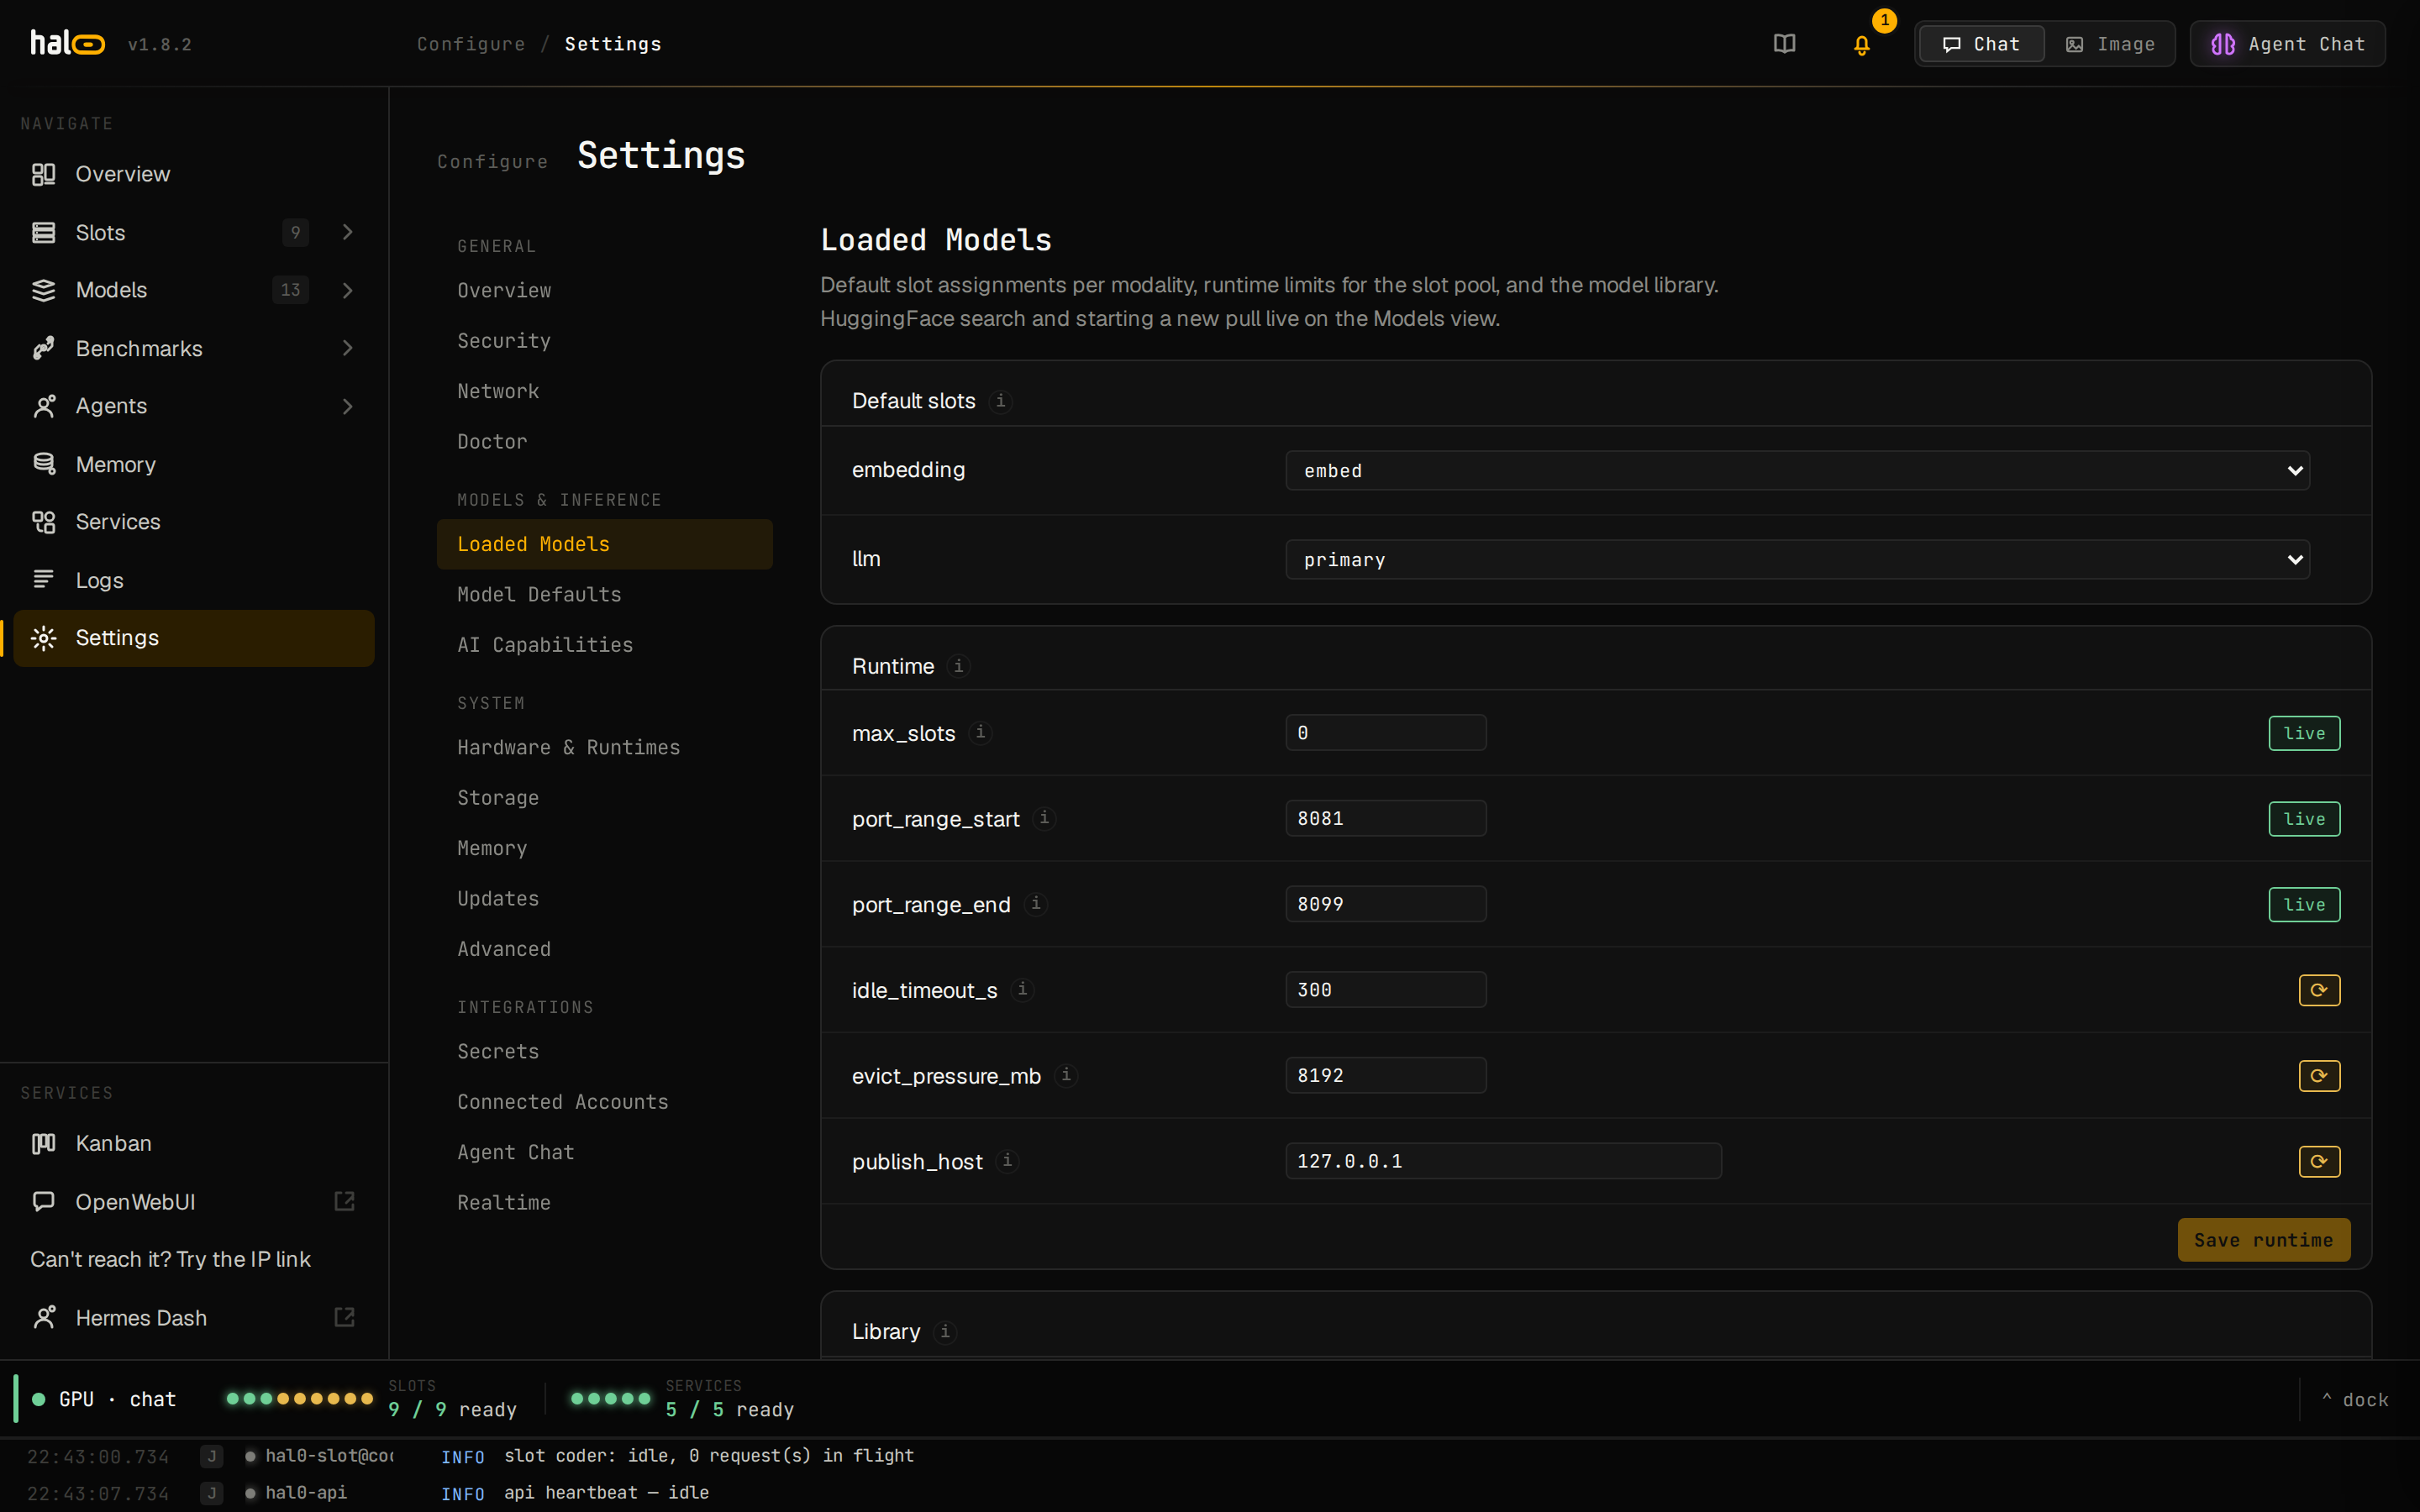 halo v1.8.2
Configure / Settings
1
Chat
Image
Agent Chat
NAVIGATE
Overview
Slots 9
Models 13
Benchmarks
Agents
Memory
Services
Logs
Settings
SERVICES
Kanban
OpenWebUI
Can't reach it? Try the IP link
Hermes Dash
Configure Settings
GENERAL
Overview
Security
Network
Doctor
MODELS & INFERENCE
Loaded Models
Model Defaults
AI Capabilities
SYSTEM
Hardware & Runtimes
Storage
Memory
Updates
Advanced
INTEGRATIONS
Secrets
Connected Accounts
Agent Chat
Realtime
Loaded Models
Default slot assignments per modality, runtime limits for the slot pool, and the model library.
HuggingFace search and starting a new pull live on the Models view.
Default slots i
embedding embed
llm primary
Runtime i
max_slots i 0 live
port_range_start i 8081 live
port_range_end i 8099 live
idle_timeout_s i 300 ⟳
evict_pressure_mb i 8192 ⟳
publish_host i 127.0.0.1 ⟳
Save runtime
Library i
GPU · chat
SLOTS
9 / 9 ready
SERVICES
5 / 5 ready
^ dock
22:43:00.734 J hal0-slot@coc INFO slot coder: idle, 0 request(s) in flight
22:43:07.734 J hal0-api INFO api heartbeat — idle